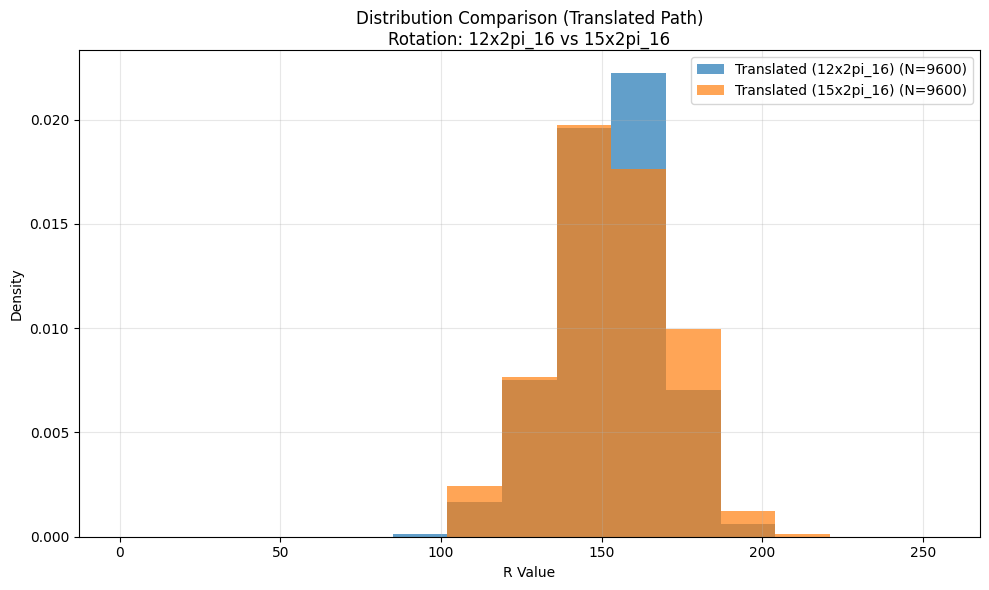 Distribution Comparison (Translated Path)
Rotation: 12x2pi_16 vs 15x2pi_16
Translated (12x2pi_16) (N=9600)
Translated (15x2pi_16) (N=9600)
0.020
0.015
0.010
0.005
0.000
Density
0 50 100 150 200 250
R Value